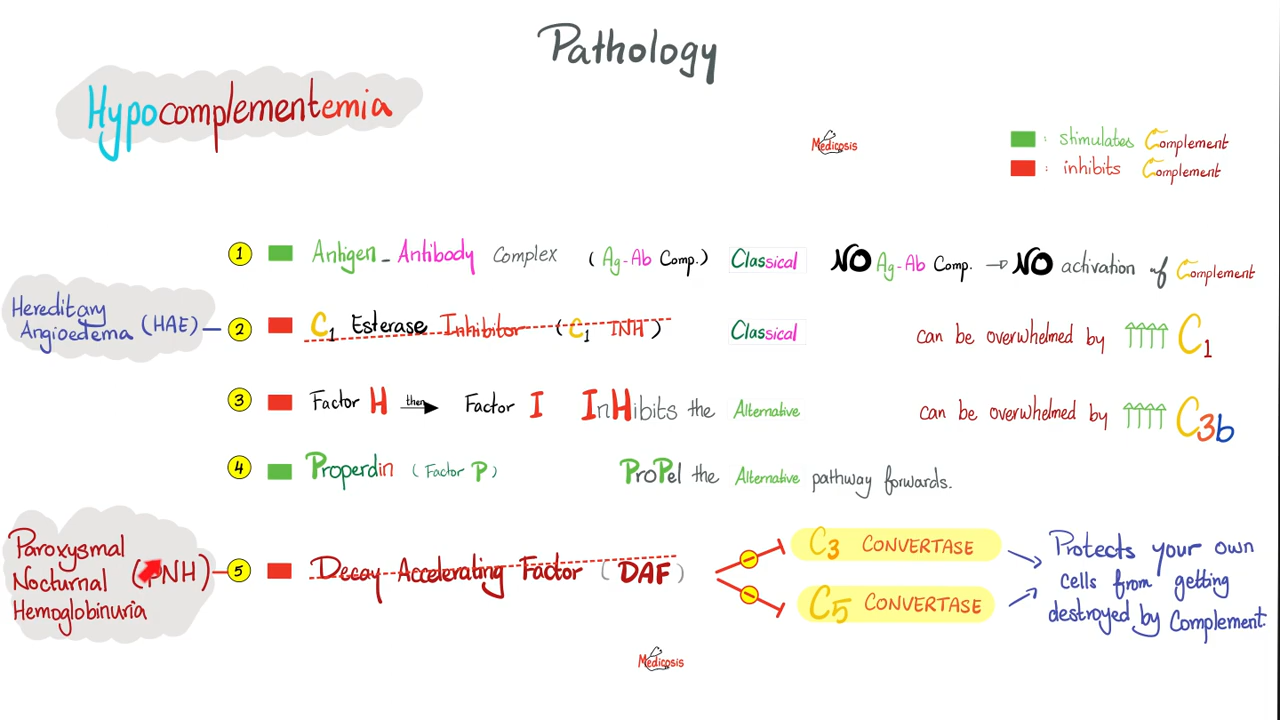 Pathology
Hypocomplementemia
Medicosis
: stimulates Complement
: inhibits Complement
1 Antigen - Antibody Complex (Ag-Ab Comp.) Classical NO Ag-Ab Comp. → NO activation of Complement
Hereditary
Angioedema (HAE)
2 C1 Esterase Inhibitor (C1 INH) Classical can be overwhelmed by ↑↑↑↑ C1
3 Factor H then → Factor I InHibits the Alternative can be overwhelmed by ↑↑↑↑ C3b
4 Properdin (Factor P) ProPel the Alternative pathway forwards.
Paroxysmal
Nocturnal (PNH)
Hemoglobinuria
5 Decay Accelerating Factor (DAF)
- C3 CONVERTASE
- C5 CONVERTASE
Protects your own
cells from getting
destroyed by Complement.
Medicosis